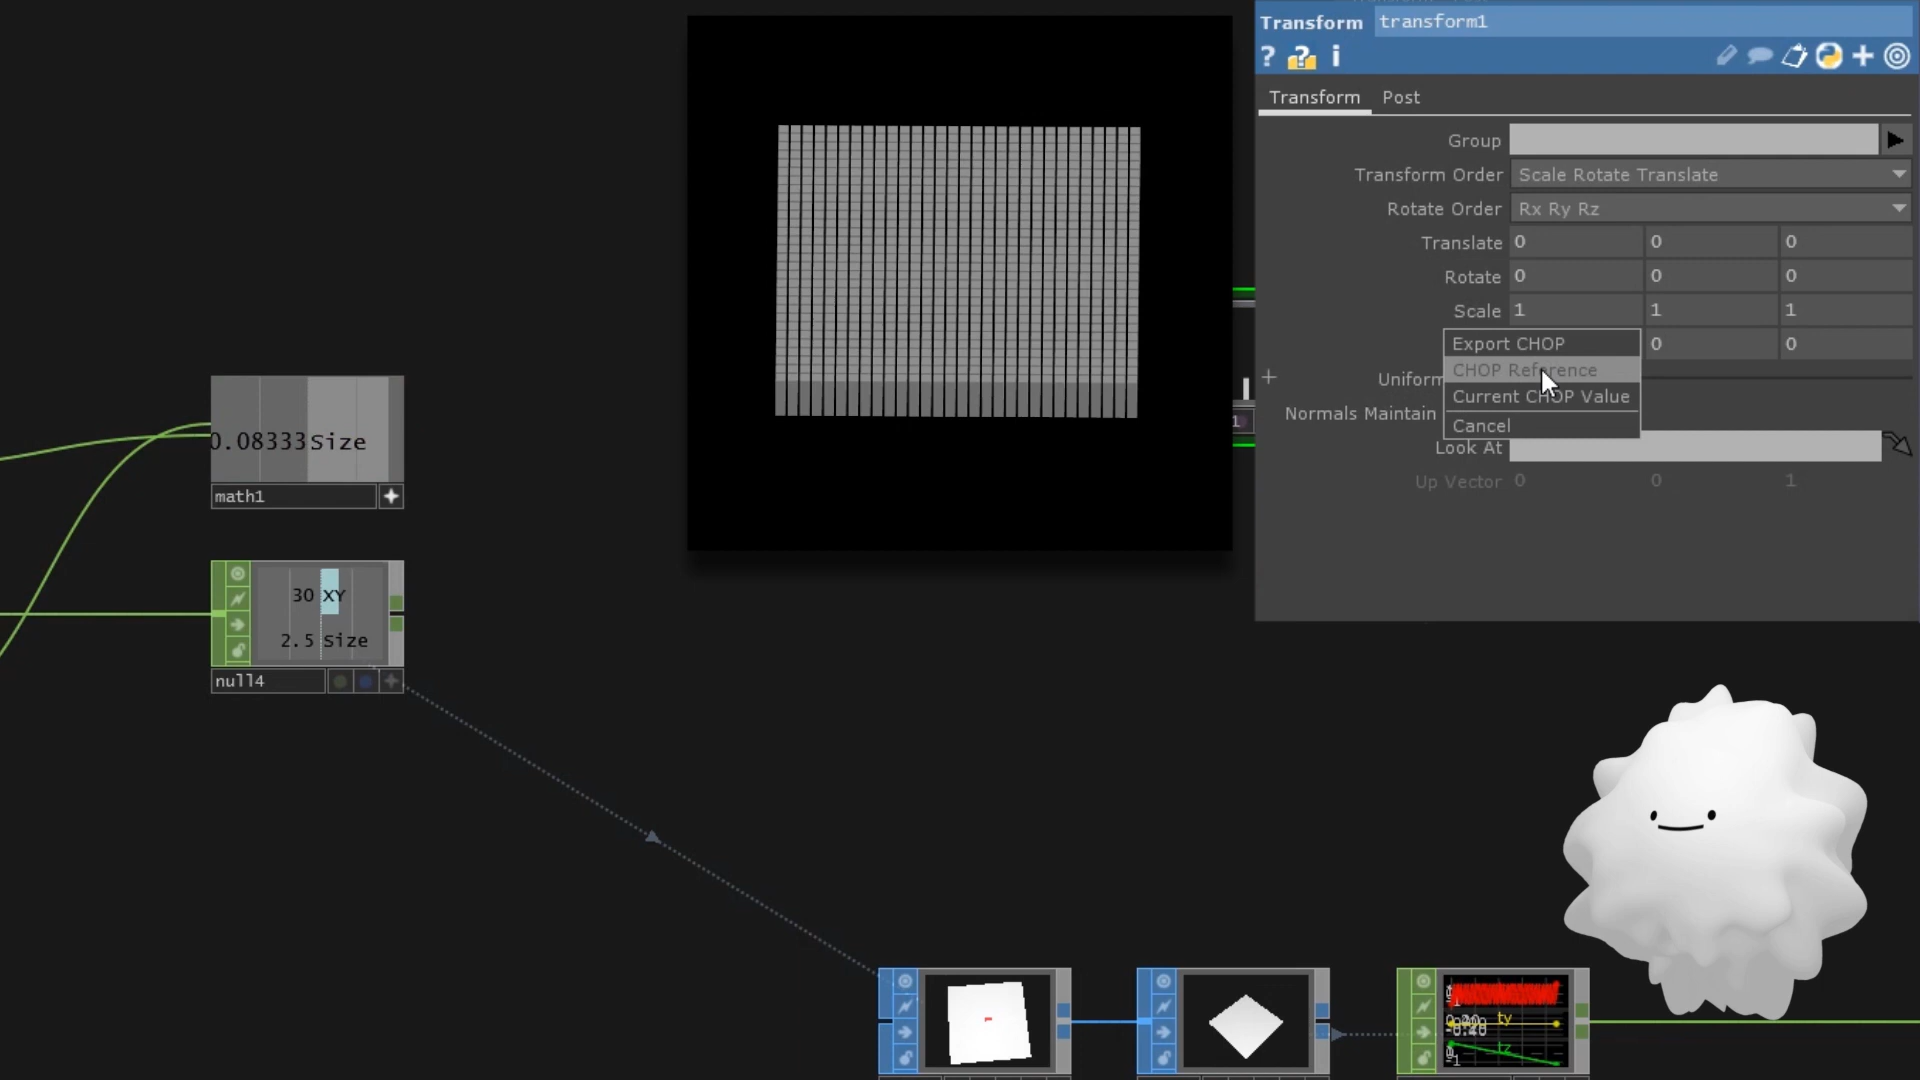 Transform transform1
? ? i
Transform Post
Group
Transform Order Scale Rotate Translate
Rotate Order Rx Ry Rz
Translate 0 0 0
Rotate 0 0 0
Scale 1 1 1
0 0
Export CHOP
CHOP Reference
Current CHOP Value
Cancel
Uniform
Normals Maintain
Look At
Up Vector 0 0 1
0.08333 Size
math1
30 XY
2.5 Size
null4
1
ty
tz